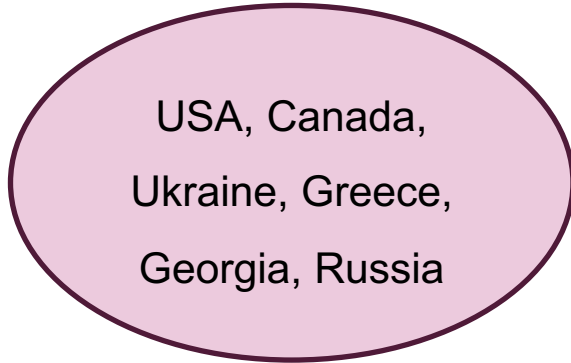 USA, Canada,
Ukraine, Greece,
Georgia, Russia